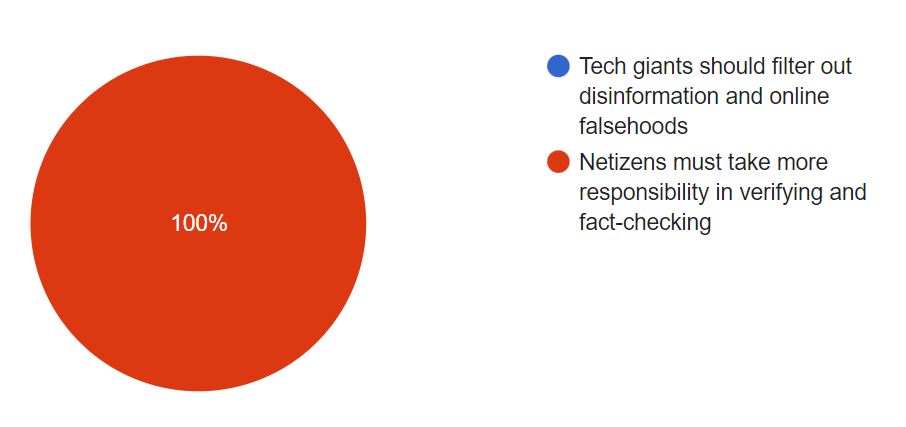 100%
Tech giants should filter out
disinformation and online
falsehoods
Netizens must take more
responsibility in verifying and
fact-checking